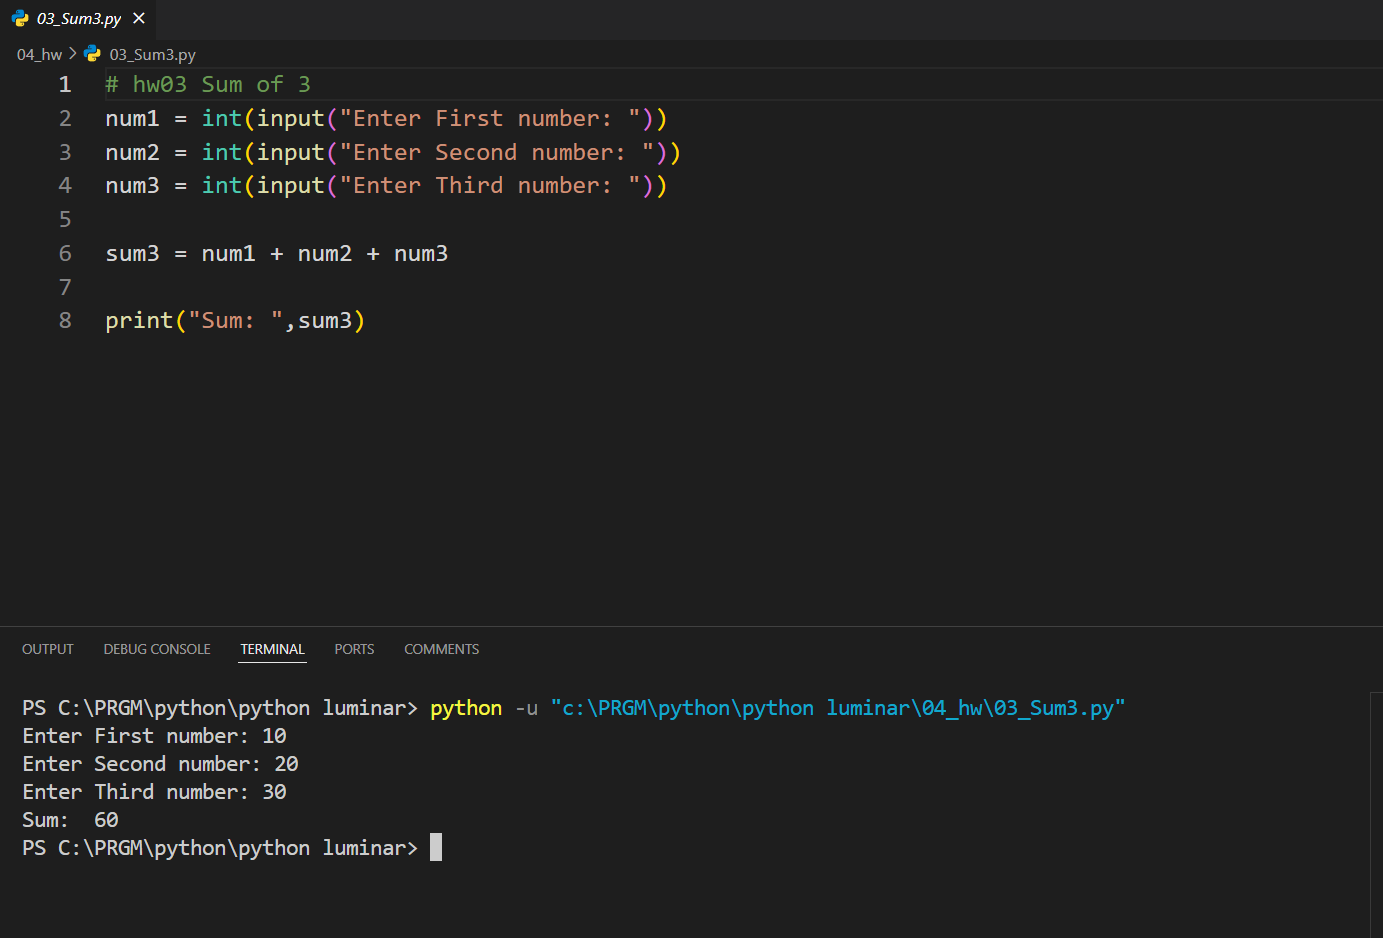 03_Sum3.py
04_hw > 03_Sum3.py
1 # hw03 Sum of 3
2 num1 = int(input("Enter First number: "))
3 num2 = int(input("Enter Second number: "))
4 num3 = int(input("Enter Third number: "))
5
6 sum3 = num1 + num2 + num3
7
8 print("Sum: ",sum3)
OUTPUT DEBUG CONSOLE TERMINAL PORTS COMMENTS
PS C:\PRGM\python\python luminar> python -u "c:\PRGM\python\python luminar\04_hw\03_Sum3.py"
Enter First number: 10
Enter Second number: 20
Enter Third number: 30
Sum:  60
PS C:\PRGM\python\python luminar>